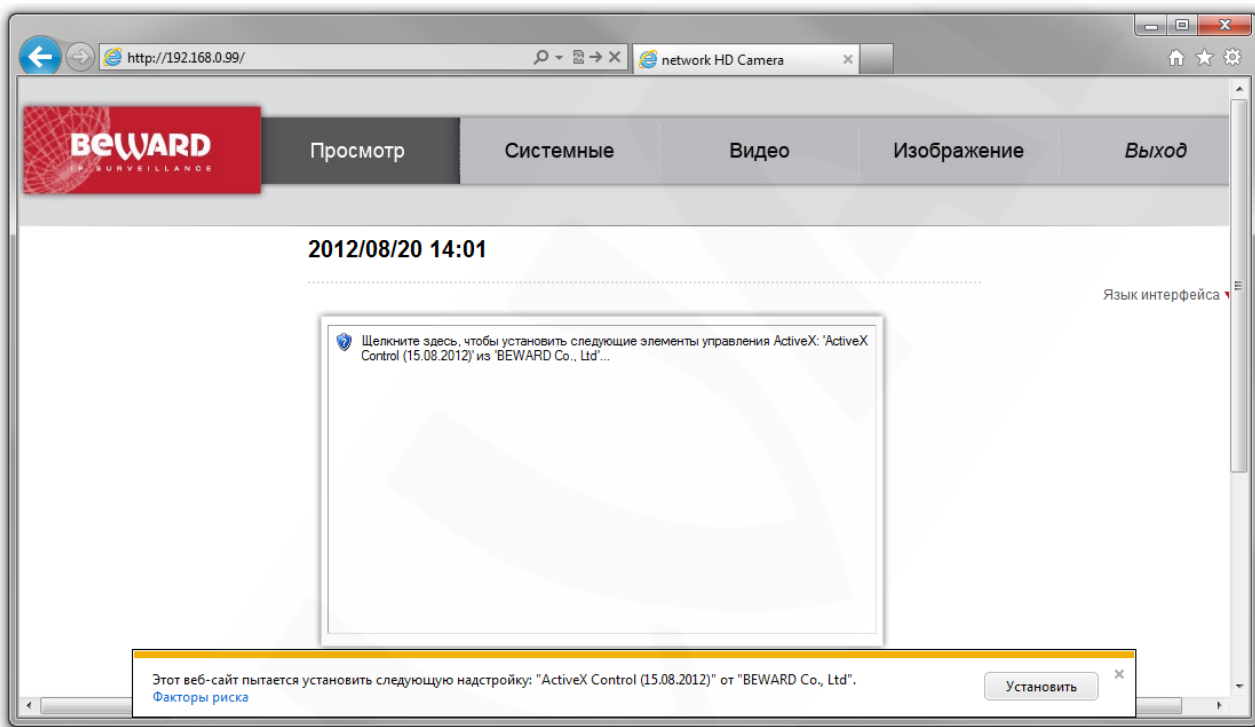 http://192.168.0.99/
network HD Camera
BEWARD
IP SURVEILLANCE
Просмотр
Системные
Видео
Изображение
Выход
2012/08/20 14:01
Язык интерфейса
Щелкните здесь, чтобы установить следующие элементы управления ActiveX: 'ActiveX
Control (15.08.2012)' из 'BEWARD Co., Ltd'...
Этот веб-сайт пытается установить следующую надстройку: "ActiveX Control (15.08.2012)" от "BEWARD Co., Ltd".
Факторы риска
Установить